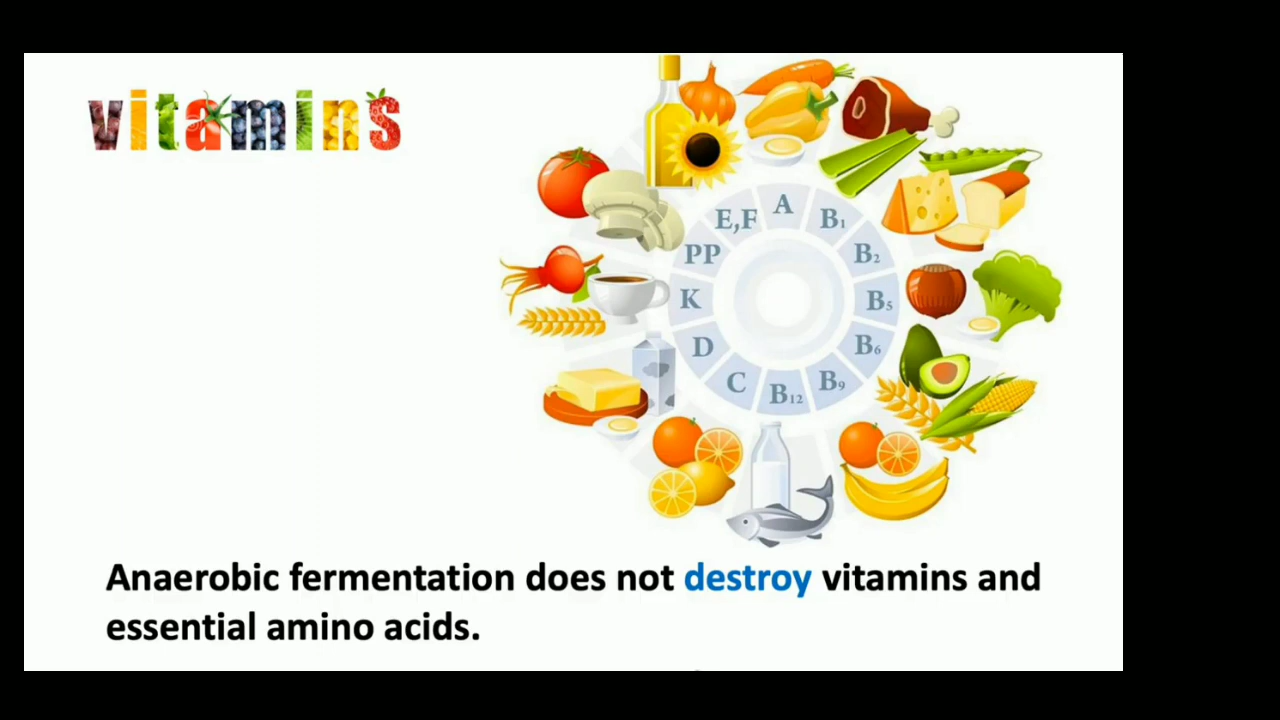 vitamins
A
B1
B2
B5
B6
B9
B12
C
D
K
PP
E,F
Anaerobic fermentation does not destroy vitamins and
essential amino acids.